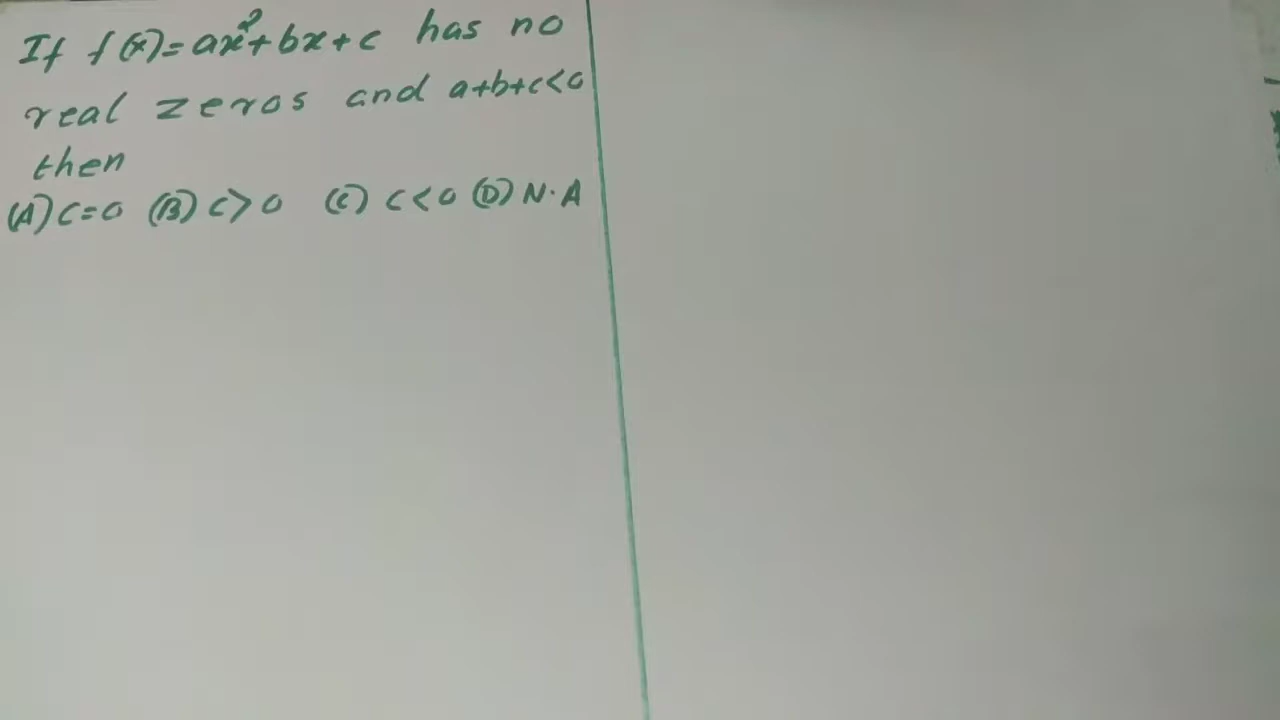 If f(x)=ax²+bx+c has no
real zeros and a+b+c<0
then
(A) C=0 (B) C>0 (C) C<0 (D) N.A